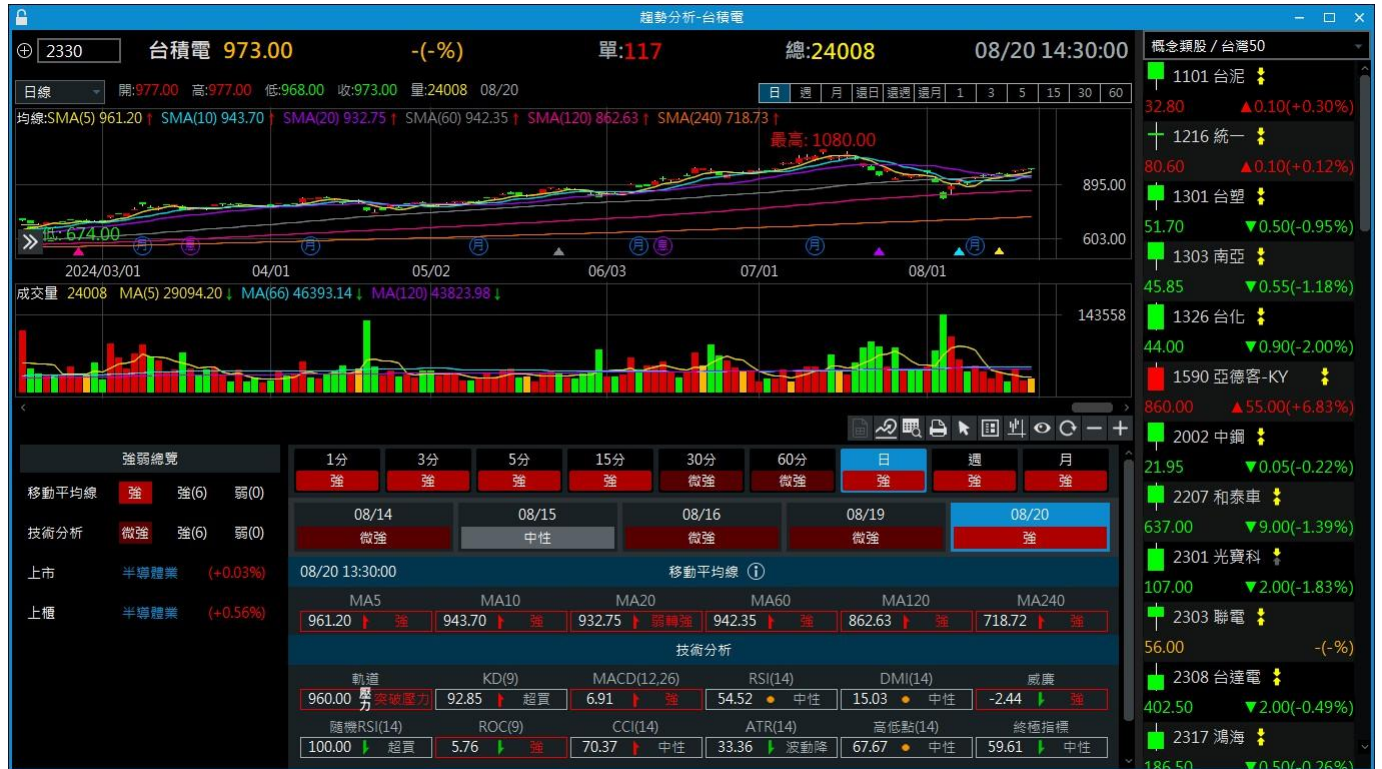 趨勢分析-台積電
2330 台積電 973.00 -(-%) 單:117 總:24008 08/20 14:30:00
日線 開:977.00 高:977.00 低:968.00 收:973.00 量:24008 08/20
日 週 月 還日 還週 還月 1 3 5 15 30 60
均線:SMA(5) 961.20 SMA(10) 943.70 SMA(20) 932.75 SMA(60) 942.35 SMA(120) 862.63 SMA(240) 718.73
最高: 1080.00
895.00
低: 674.00
603.00
月 月 月 月 月 月
2024/03/01 04/01 05/02 06/03 07/01 08/01
成交量 24008 MA(5) 29094.20↓ MA(66) 46393.14↓ MA(120) 43823.98↓
143558
強弱總覽
移動平均線 強 強(6) 弱(0)
技術分析 微強 強(6) 弱(0)
上市 半導體業 (+0.03%)
上櫃 半導體業 (+0.56%)
1分 3分 5分 15分 30分 60分 日 週 月
強 強 強 強 微強 微強 強 強 強
08/14 08/15 08/16 08/19 08/20
微強 中性 微強 微強 強
08/20 13:30:00 移動平均線
MA5 MA10 MA20 MA60 MA120 MA240
961.20 強 943.70 強 932.75 弱轉強 942.35 強 862.63 強 718.72 強
技術分析
軌道 KD(9) MACD(12,26) RSI(14) DMI(14) 威廉
960.00 壓力 突破壓力 92.85 超買 6.91 強 54.52 中性 15.03 中性 -2.44 強
隨機RSI(14) ROC(9) CCI(14) ATR(14) 高低點(14) 終極指標
100.00 超買 5.76 強 70.37 中性 33.36 波動降 67.67 中性 59.61 中性
概念類股 / 台灣50
1101 台泥
32.80 ▲0.10(+0.30%)
1216 統一
80.60 ▲0.10(+0.12%)
1301 台塑
51.70 ▼0.50(-0.95%)
1303 南亞
45.85 ▼0.55(-1.18%)
1326 台化
44.00 ▼0.90(-2.00%)
1590 亞德客-KY
860.00 ▲55.00(+6.83%)
2002 中鋼
21.95 ▼0.05(-0.22%)
2207 和泰車
637.00 ▼9.00(-1.39%)
2301 光寶科
107.00 ▼2.00(-1.83%)
2303 聯電
56.00 -(-%)
2308 台達電
402.50 ▼2.00(-0.49%)
2317 鴻海
186.50 ▼0.50(-0.26%)